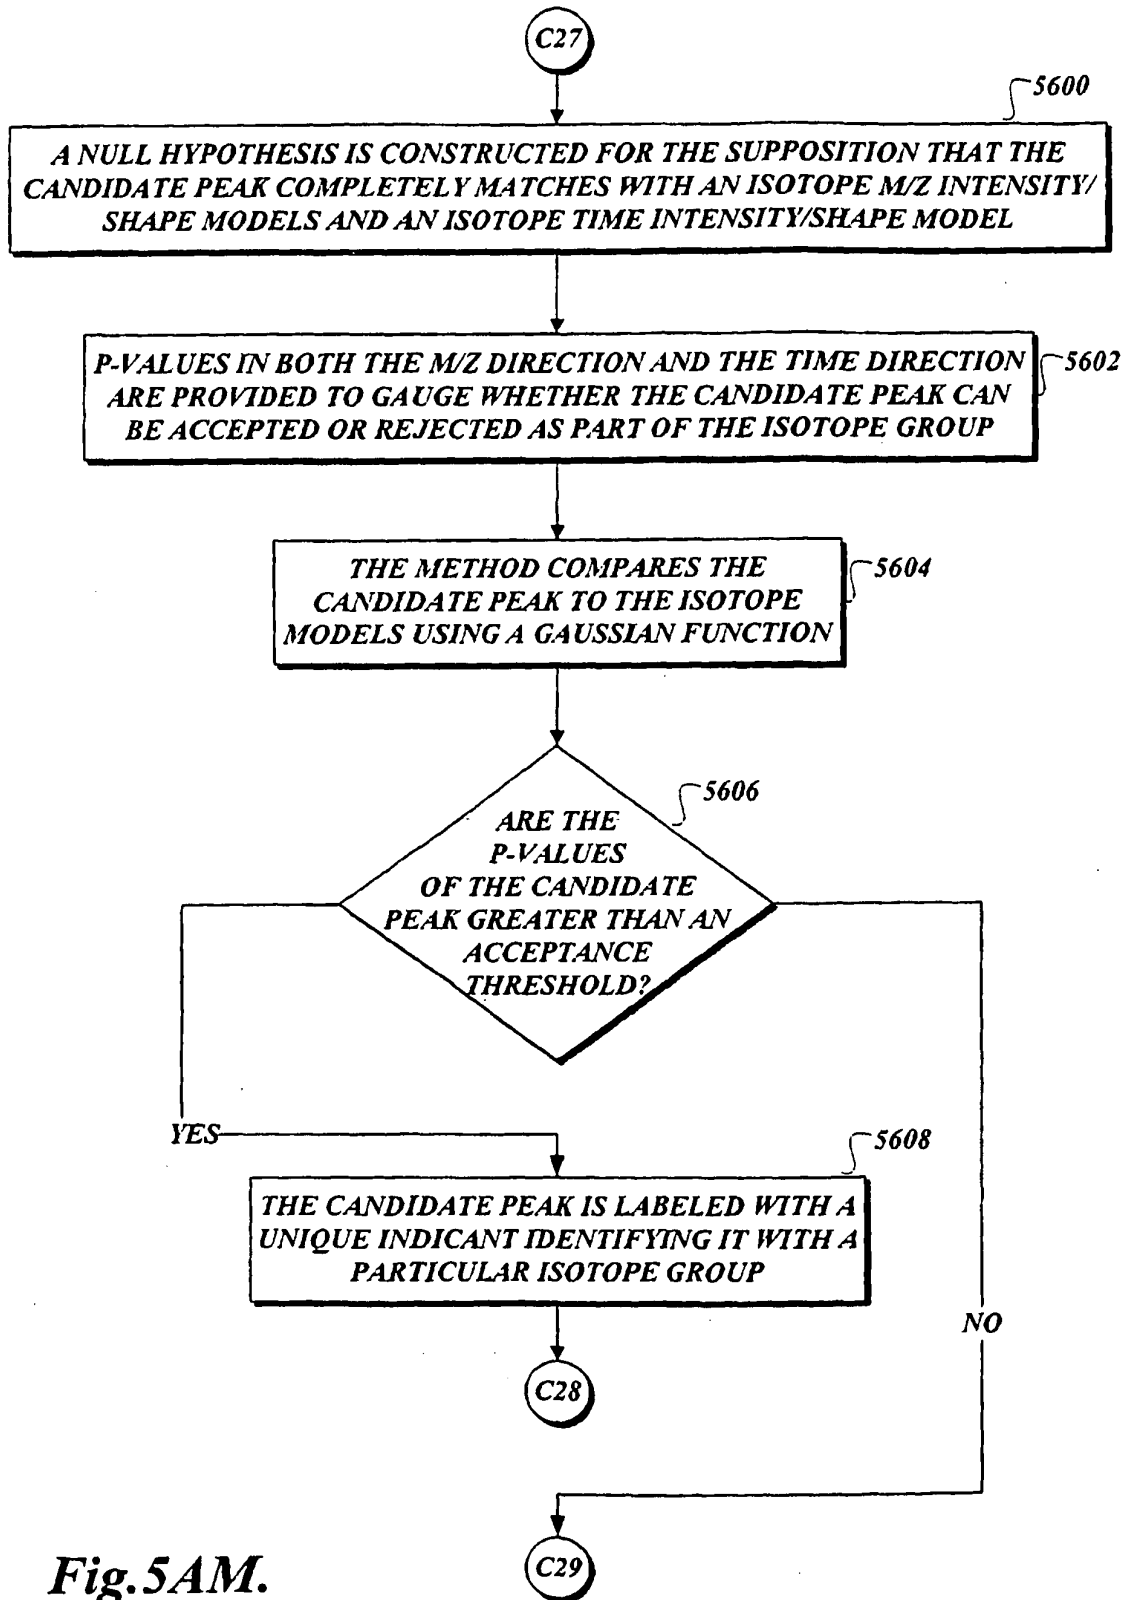 C27
5600
A NULL HYPOTHESIS IS CONSTRUCTED FOR THE SUPPOSITION THAT THE
CANDIDATE PEAK COMPLETELY MATCHES WITH AN ISOTOPE M/Z INTENSITY/
SHAPE MODELS AND AN ISOTOPE TIME INTENSITY/SHAPE MODEL
5602
P-VALUES IN BOTH THE M/Z DIRECTION AND THE TIME DIRECTION
ARE PROVIDED TO GAUGE WHETHER THE CANDIDATE PEAK CAN
BE ACCEPTED OR REJECTED AS PART OF THE ISOTOPE GROUP
5604
THE METHOD COMPARES THE
CANDIDATE PEAK TO THE ISOTOPE
MODELS USING A GAUSSIAN FUNCTION
5606
ARE THE
P-VALUES
OF THE CANDIDATE
PEAK GREATER THAN AN
ACCEPTANCE
THRESHOLD?
YES
5608
THE CANDIDATE PEAK IS LABELED WITH A
UNIQUE INDICANT IDENTIFYING IT WITH A
PARTICULAR ISOTOPE GROUP
NO
C28
C29
Fig.5AM.